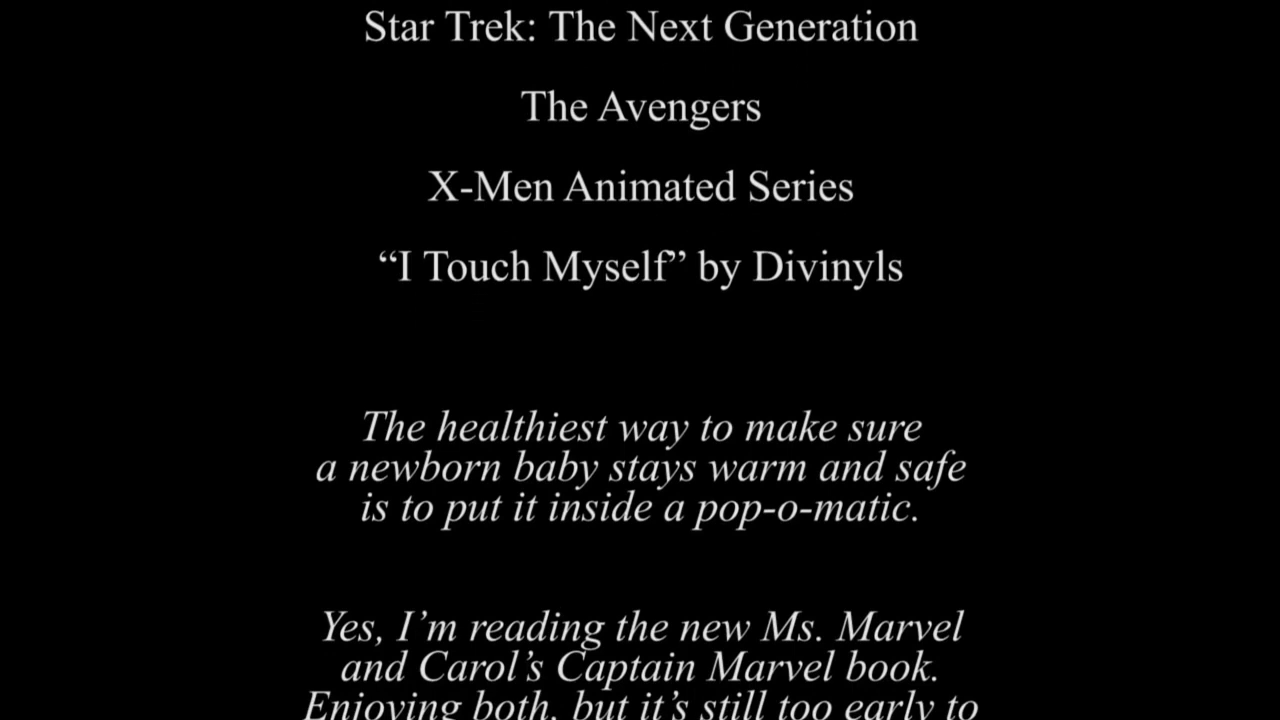 Star Trek: The Next Generation
The Avengers
X-Men Animated Series
“I Touch Myself” by Divinyls
The healthiest way to make sure
a newborn baby stays warm and safe
is to put it inside a pop-o-matic.
Yes, I’m reading the new Ms. Marvel
and Carol’s Captain Marvel book.
Enjoying both, but it’s still too early to